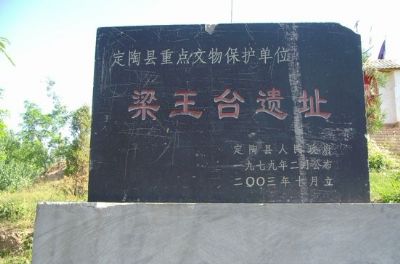 定陶县重点文物保护单位
梁王台遗址
定陶县人民政府
一九七九年二月公布
二〇〇三年十月立